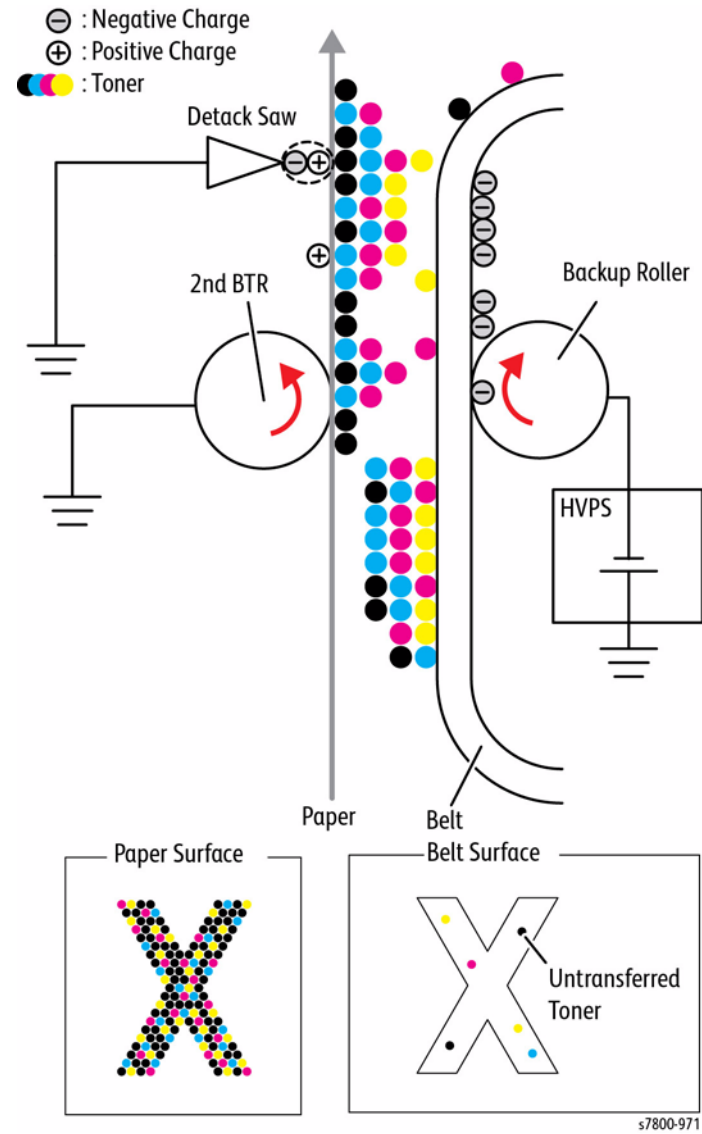 : Negative Charge
: Positive Charge
: Toner
Detack Saw
2nd BTR
Backup Roller
HVPS
Paper
Belt
Paper Surface
Belt Surface
Untransferred
Toner
s7800-971